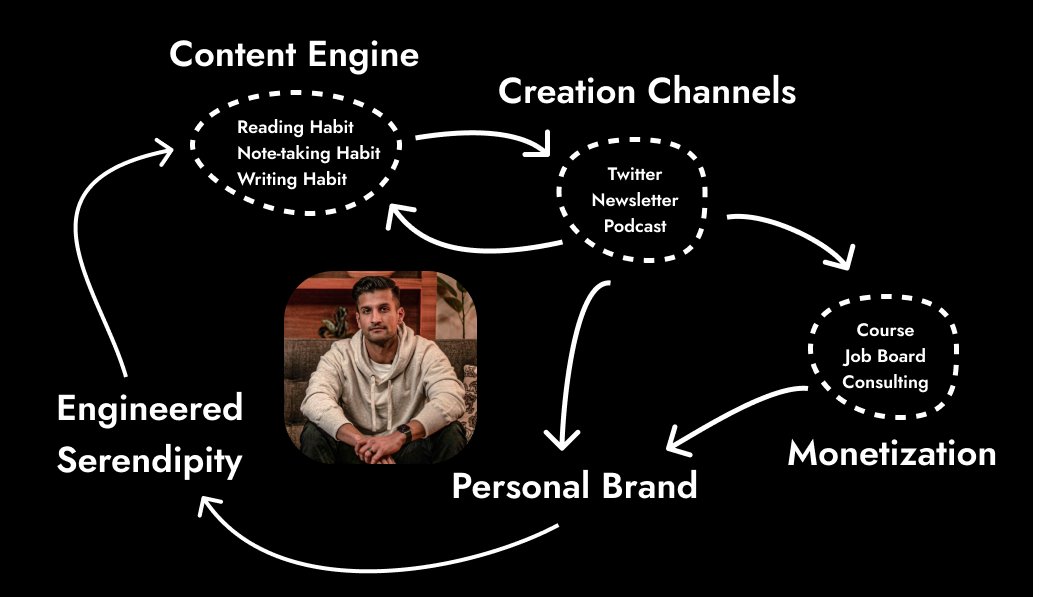 Content Engine
Reading Habit
Note-taking Habit
Writing Habit
Creation Channels
Twitter
Newsletter
Podcast
Course
Job Board
Consulting
Monetization
Personal Brand
Engineered
Serendipity